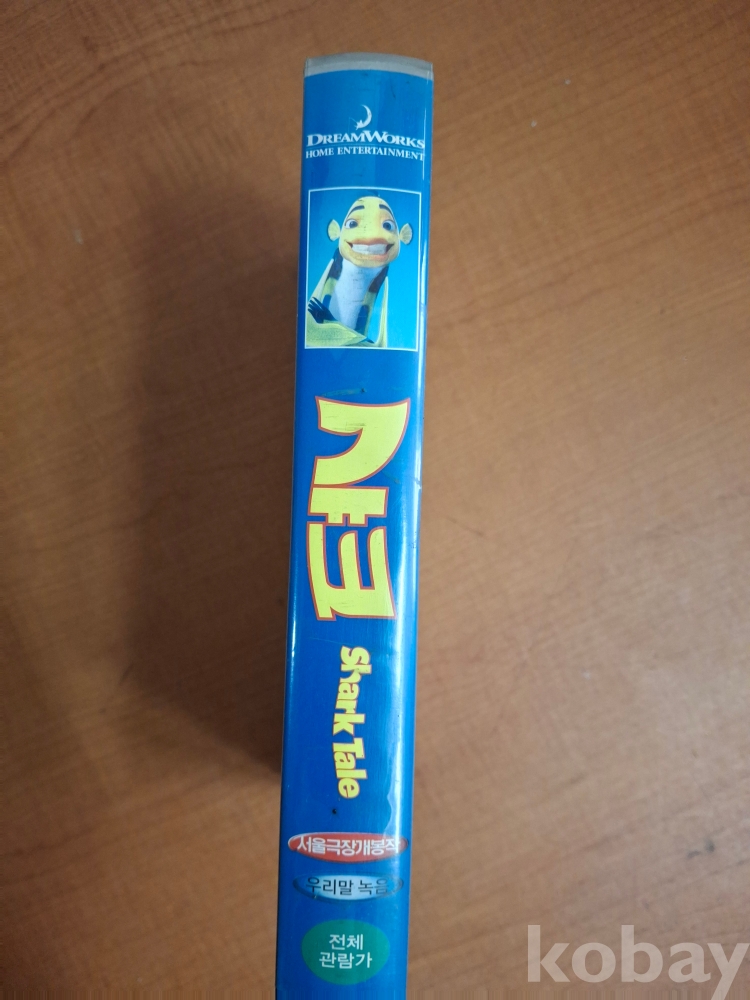 DREAMWORKS
HOME ENTERTAINMENT
샤크
Shark Tale
서울극장개봉작
우리말 녹음
전체
관람가
kobay